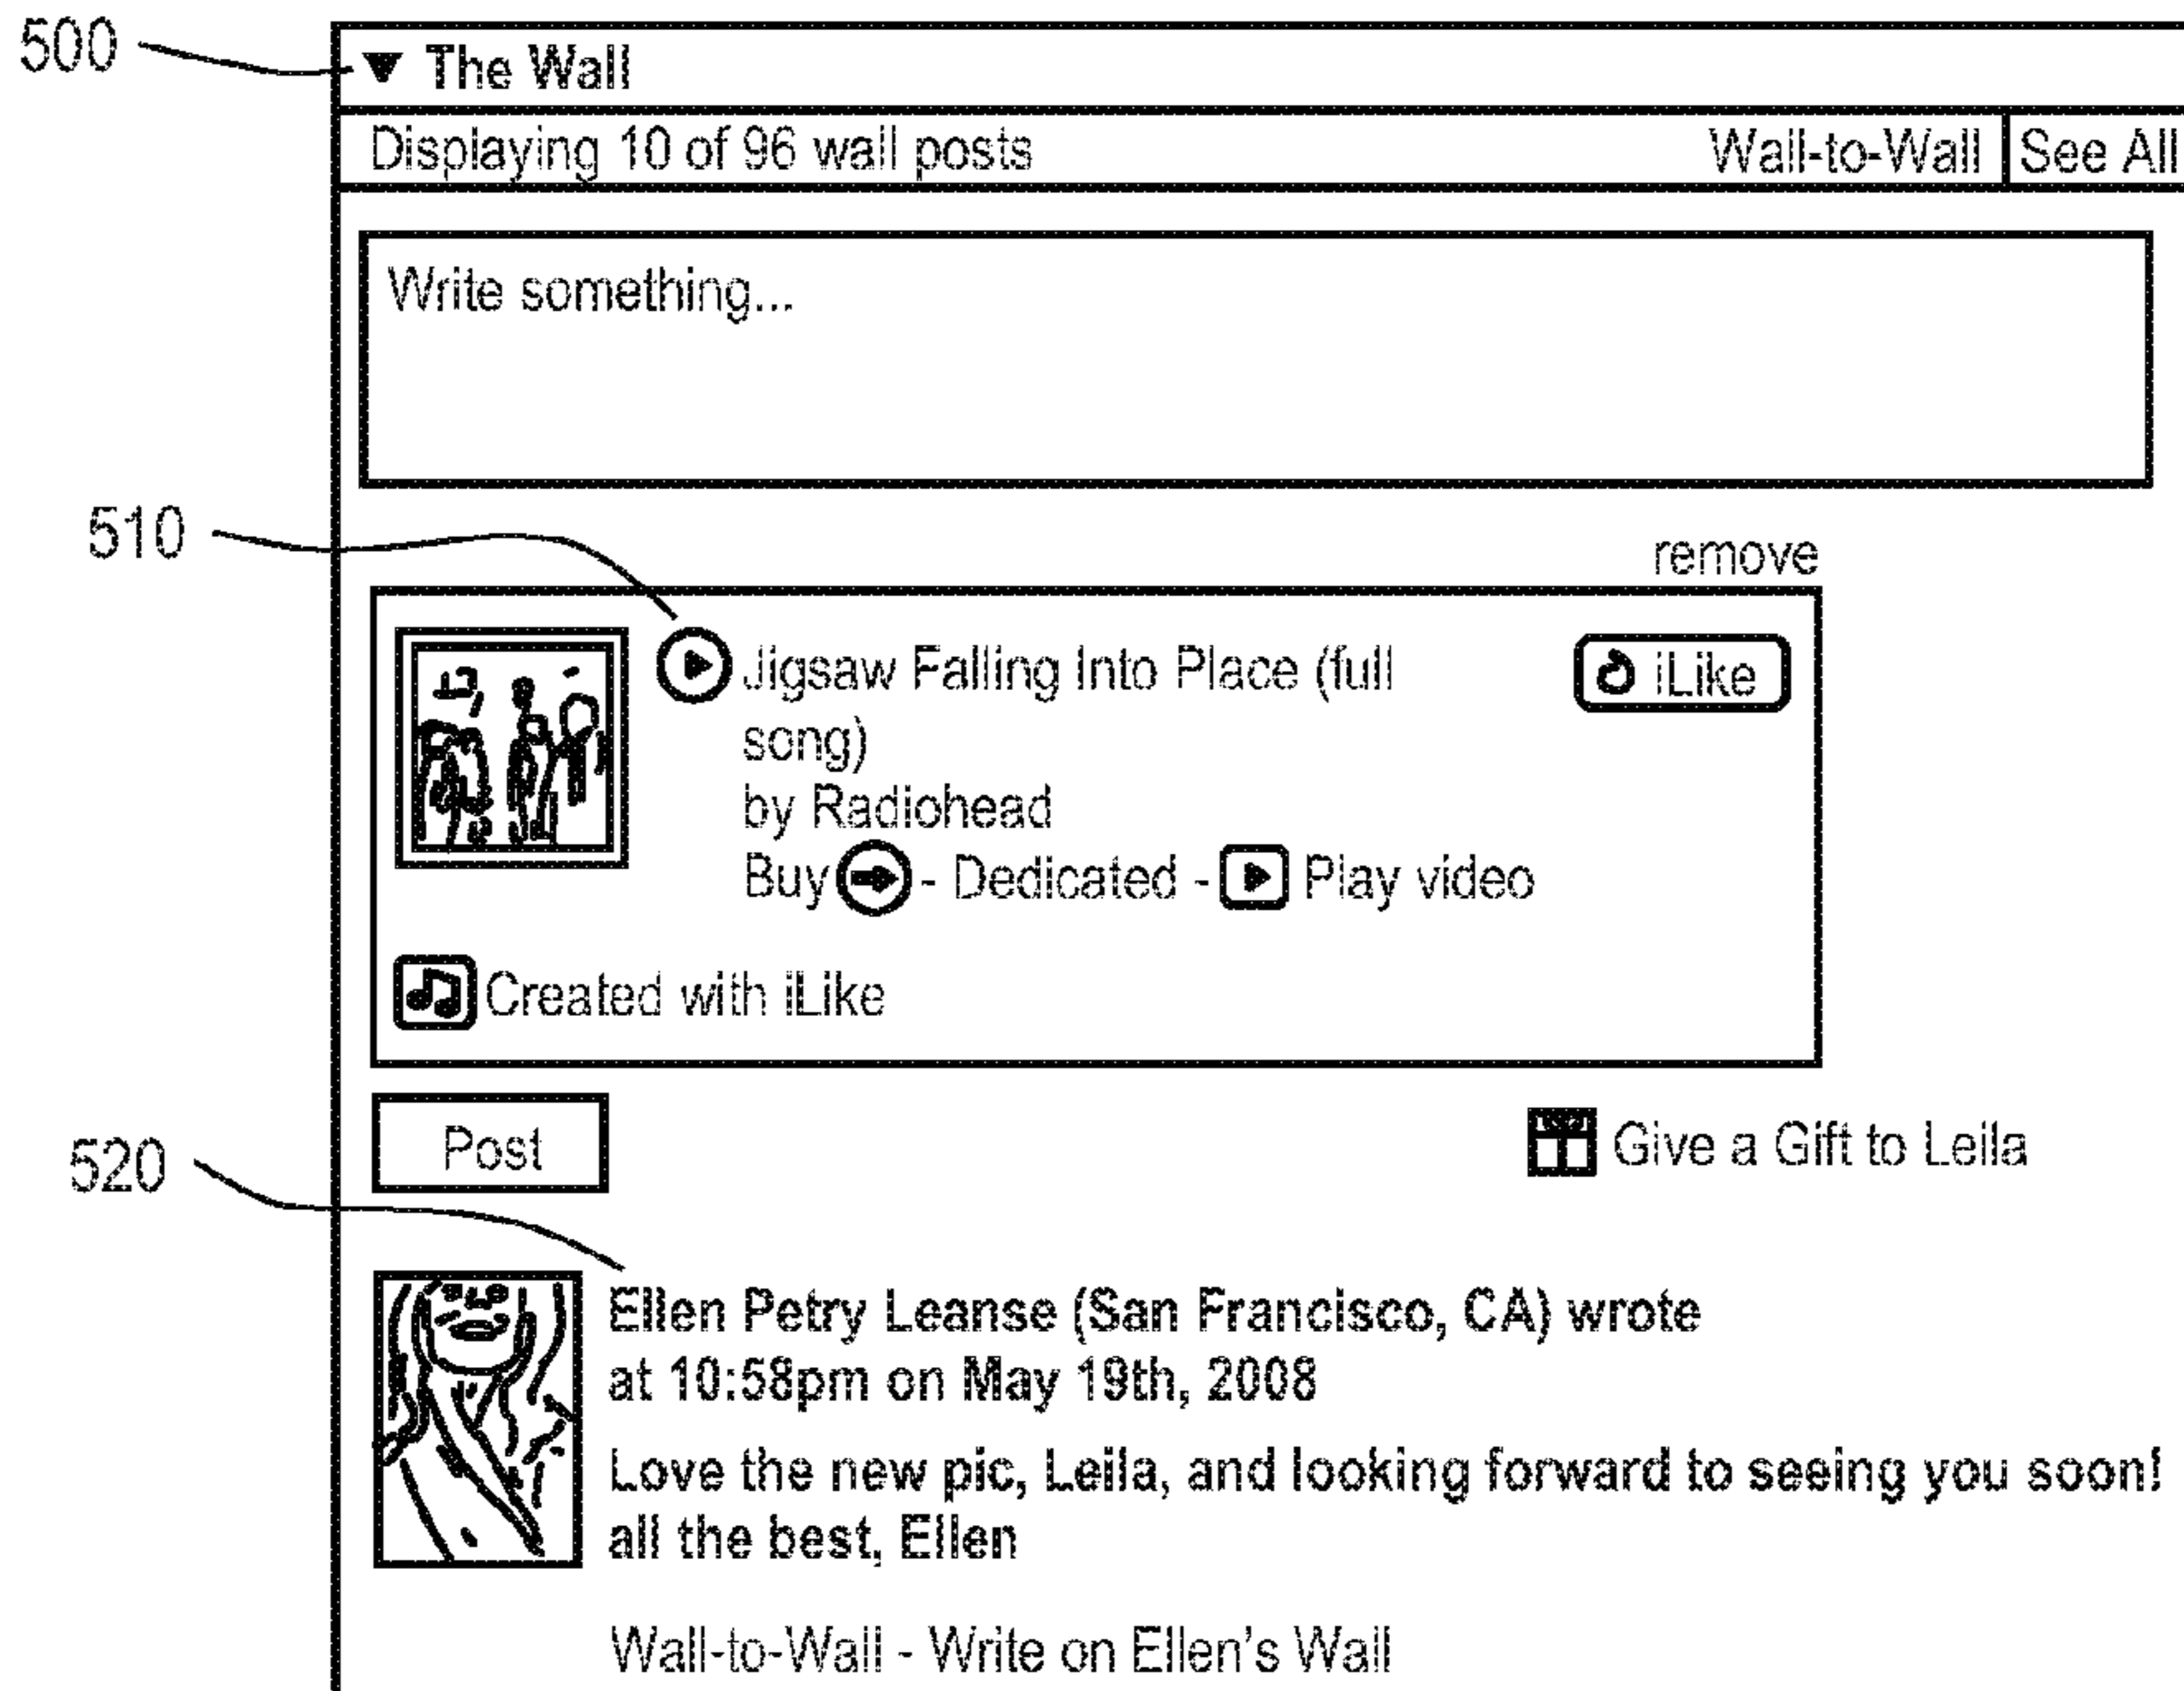 500
▼ The Wall
Displaying 10 of 96 wall posts Wall-to-Wall See All
Write something...
510
remove
Jigsaw Falling Into Place (full iLike
song)
by Radiohead
Buy - Dedicated - Play video
Created with iLike
Post Give a Gift to Leila
520
Ellen Petry Leanse (San Francisco, CA) wrote
at 10:58pm on May 19th, 2008
Love the new pic, Leila, and looking forward to seeing you soon!
all the best, Ellen
Wall-to-Wall - Write on Ellen's Wall